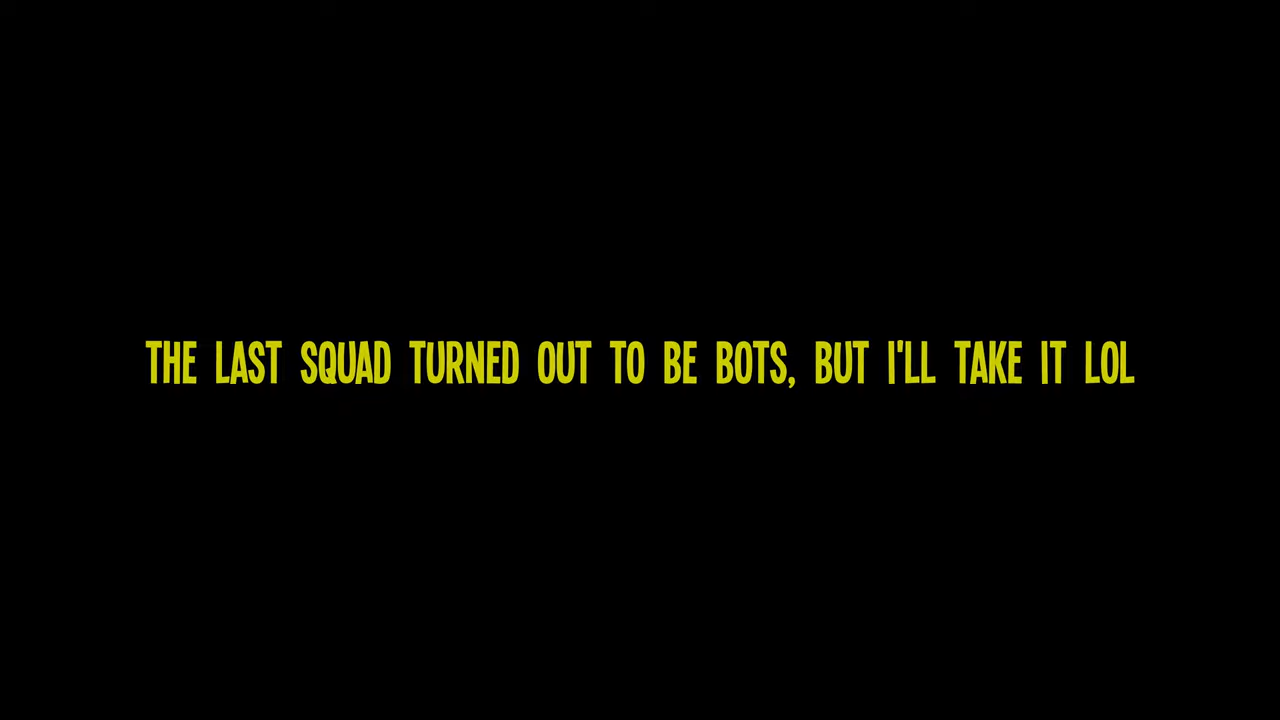 THE LAST SQUAD TURNED OUT TO BE BOTS, BUT I'LL TAKE IT LOL